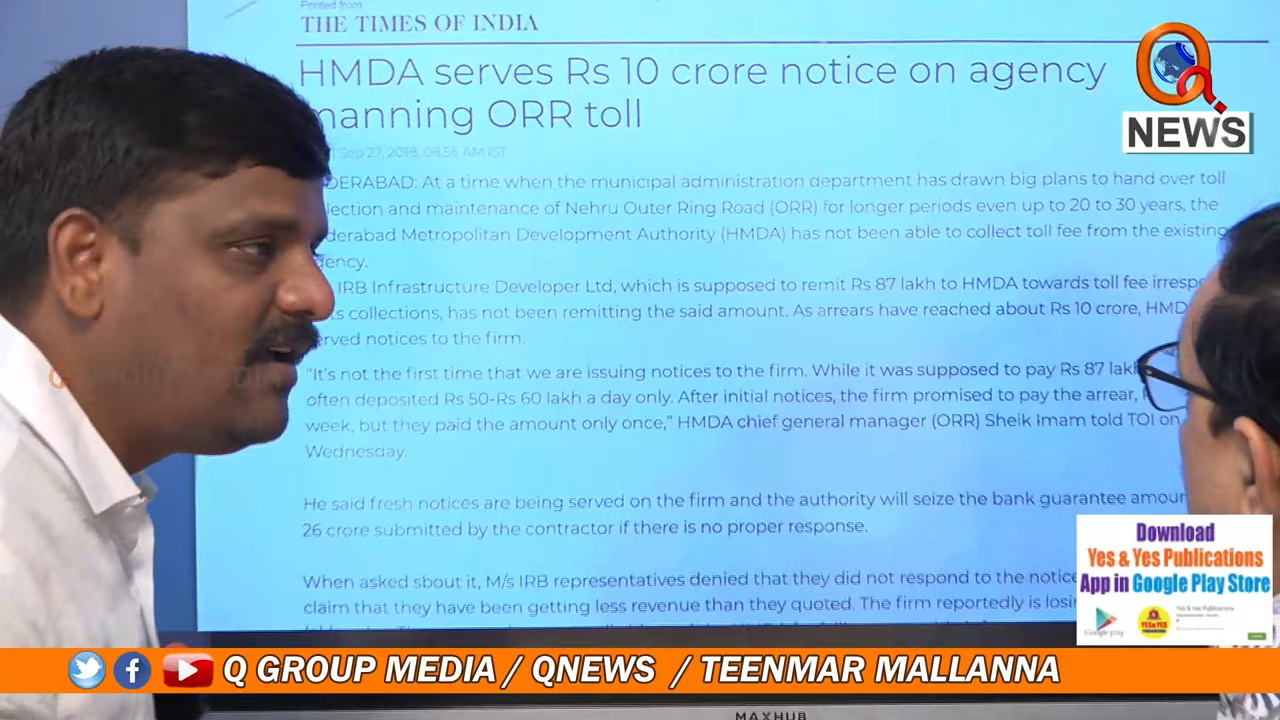 Printed from
THE TIMES OF INDIA
HMDA serves Rs 10 crore notice on agency
manning ORR toll
Sep 27, 2018, 08.56 AM IST
DERABAD: At a time when the municipal administration department has drawn big plans to hand over toll
lection and maintenance of Nehru Outer Ring Road (ORR) for longer periods even up to 20 to 30 years, the
derabad Metropolitan Development Authority (HMDA) has not been able to collect toll fee from the existing
ency.
IRB Infrastructure Developer Ltd, which is supposed to remit Rs 87 lakh to HMDA towards toll fee irrespe
s collections, has not been remitting the said amount. As arrears have reached about Rs 10 crore, HMD
erved notices to the firm.
"It's not the first time that we are issuing notices to the firm. While it was supposed to pay Rs 87 lakh
often deposited Rs 50-Rs 60 lakh a day only. After initial notices, the firm promised to pay the arrear,
week, but they paid the amount only once," HMDA chief general manager (ORR) Sheik Imam told TOI on
Wednesday.
He said fresh notices are being served on the firm and the authority will seize the bank guarantee amoun
26 crore submitted by the contractor if there is no proper response.
When asked sbout it, M/s IRB representatives denied that they did not respond to the notice
claim that they have been getting less revenue than they quoted. The firm reportedly is losin
Q
NEWS
Download
Yes & Yes Publications
App in Google Play Store
Yes & Yes Publications
Google play
YES&YES
Q GROUP MEDIA / QNEWS / TEENMAR MALLANNA
MAXHUB